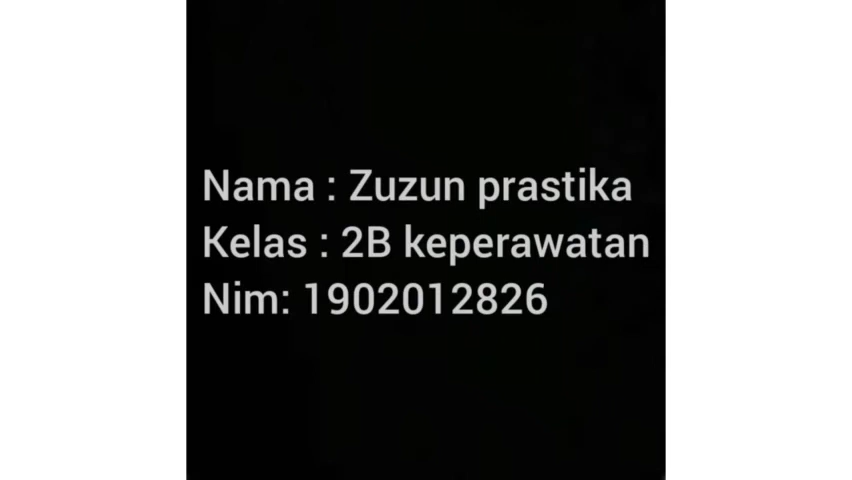 Nama : Zuzun prastika
Kelas : 2B keperawatan
Nim: 1902012826